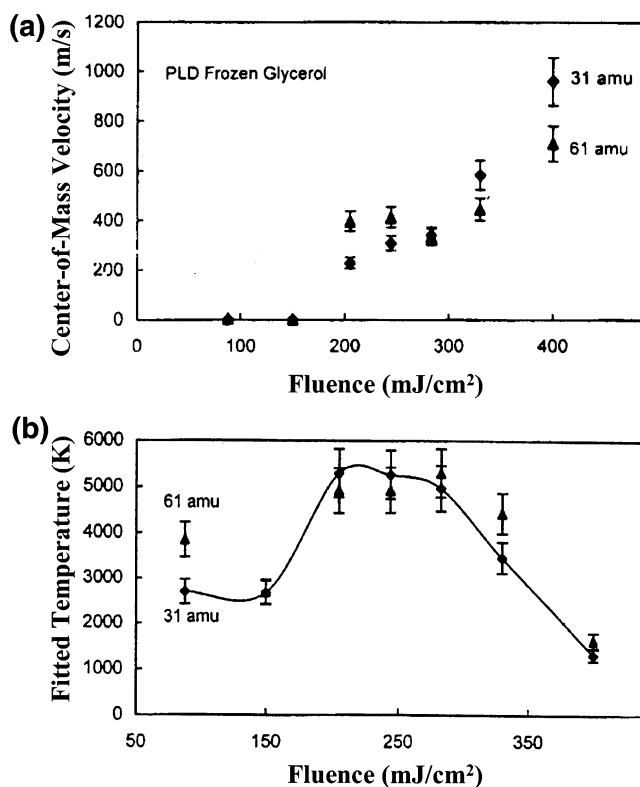 (a)
Center-of-Mass Velocity (m/s)
1200
1000
800
600
400
200
0
PLD Frozen Glycerol
31 amu
61 amu
0 100 200 300 400
Fluence (mJ/cm²)
(b)
Fitted Temperature (K)
6000
5000
4000
3000
2000
1000
0
61 amu
31 amu
50 150 250 350
Fluence (mJ/cm²)